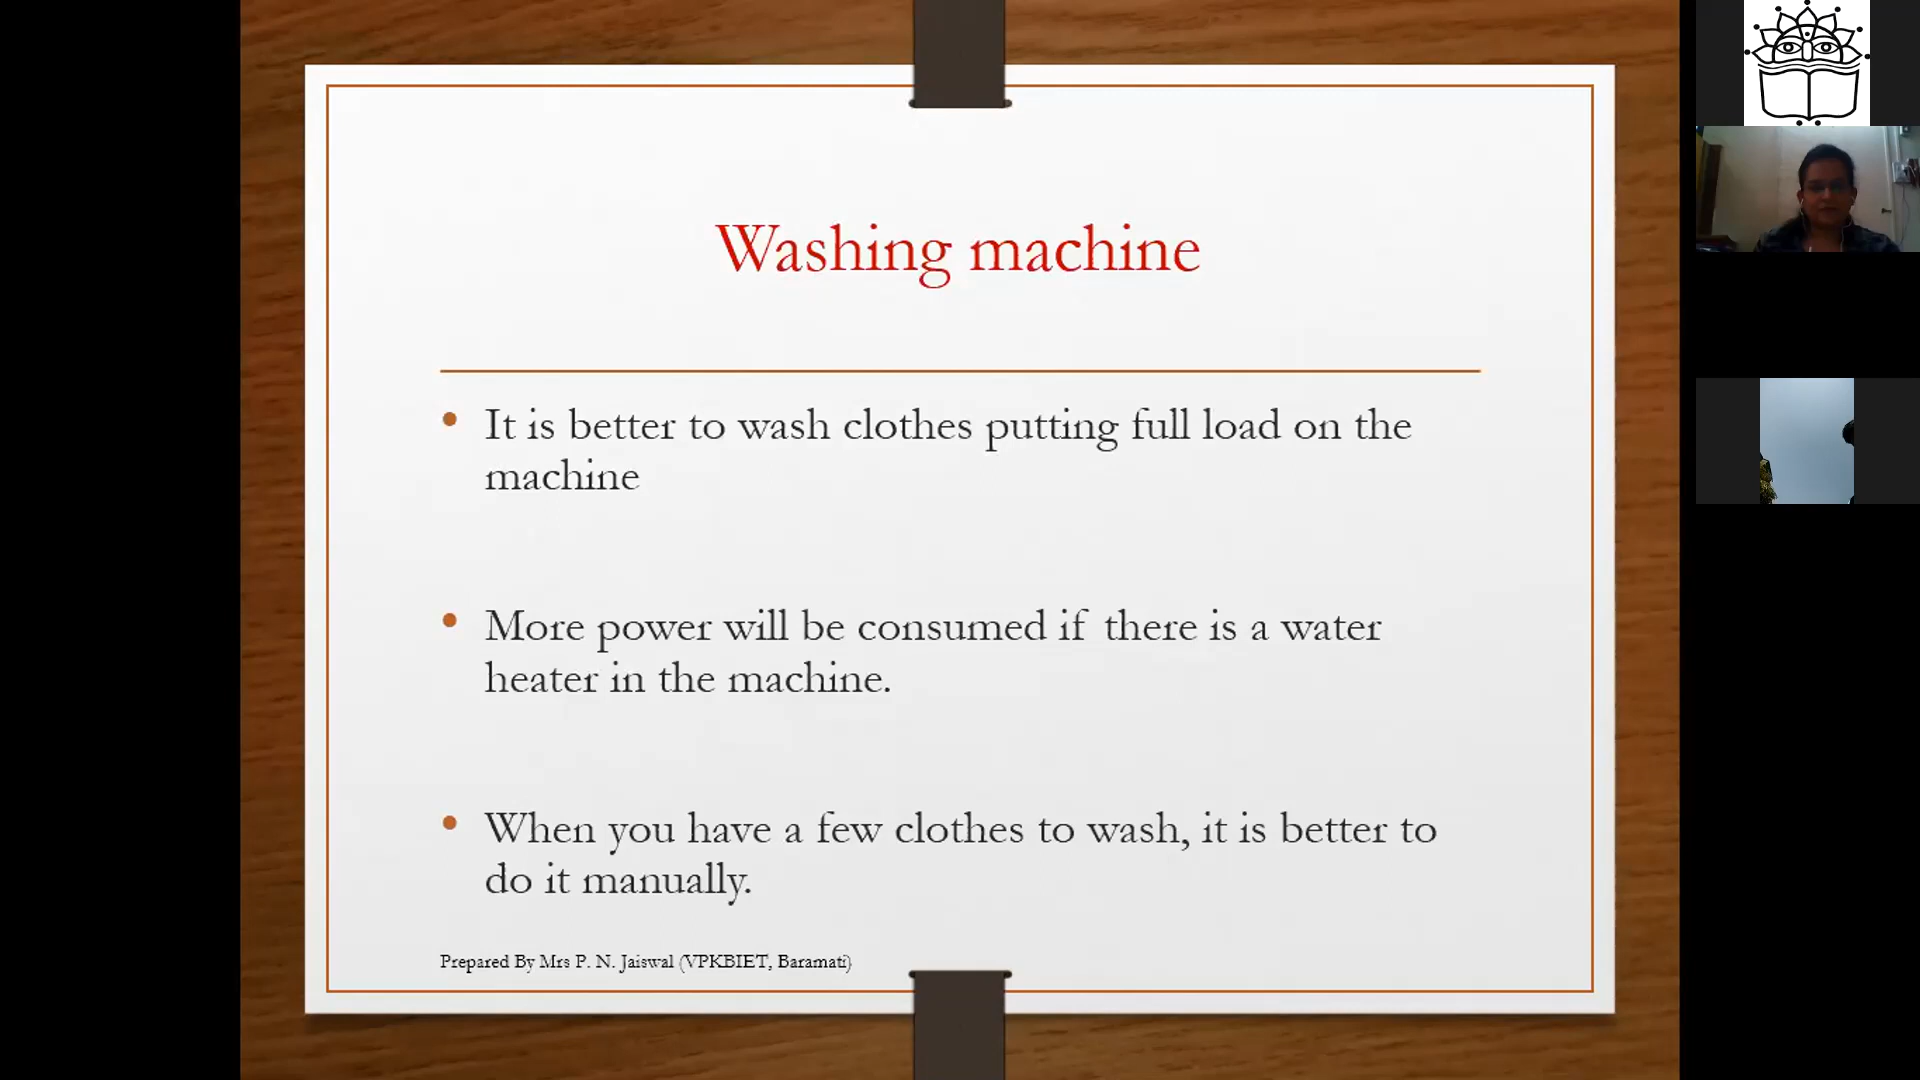 Washing machine
It is better to wash clothes putting full load on the
machine
More power will be consumed if there is a water
heater in the machine.
When you have a few clothes to wash, it is better to
do it manually.
Prepared By Mrs P. N. Jaiswal (VPKBIET, Baramati)